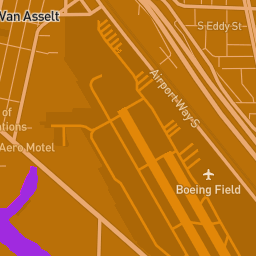 Van Asselt
S Eddy St
Airport Way S
of
ations
Aero Motel
Boeing Field